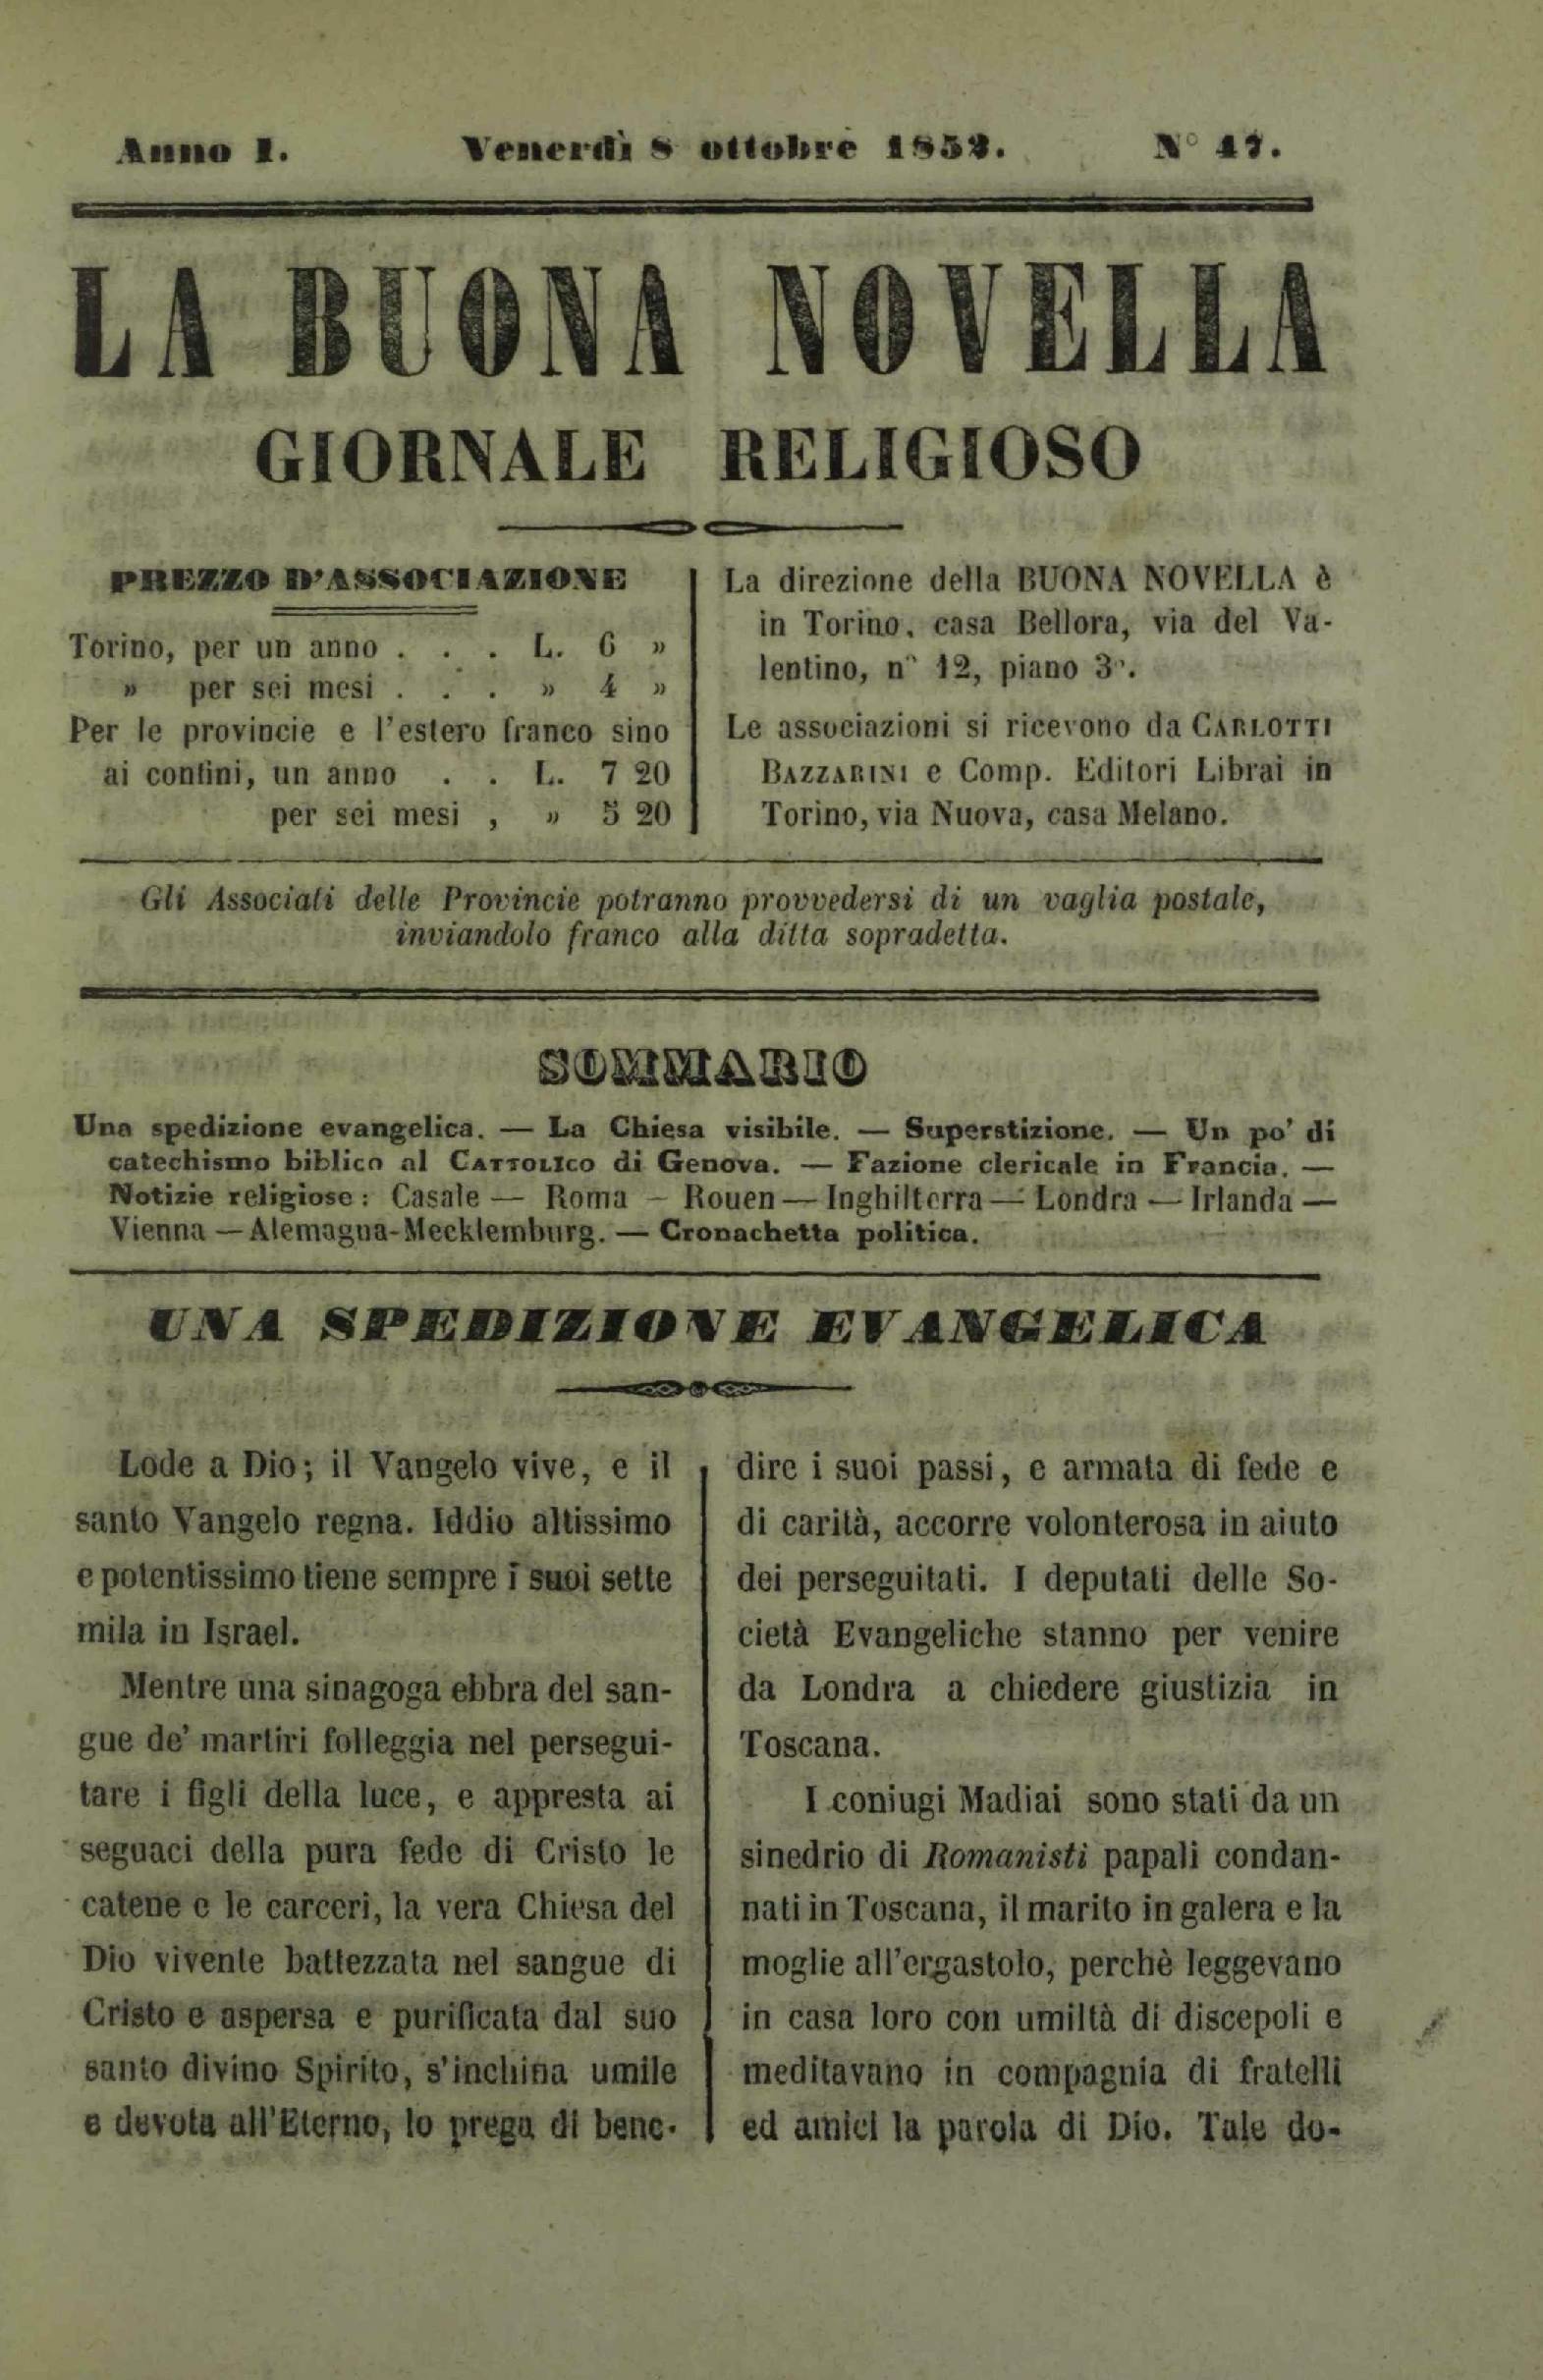 Anno I. Venerdì 8 ottobre 1852. N° 47.
LA BUONA NOVELLA
GIORNALE RELIGIOSO
PREZZO D'ASSOCIAZIONE
Torino, per un anno . . . L. 6 »
» per sei mesi . . . » 4 »
Per le provincie e l'estero franco sino
ai confini, un anno . . L. 7 20
per sei mesi , » 5 20
La direzione della BUONA NOVELLA è
in Torino, casa Bellora, via del Va-
lentino, n° 12, piano 3°.
Le associazioni si ricevono da CARLOTTI
BAZZARINI e Comp. Editori Librai in
Torino, via Nuova, casa Melano.
Gli Associati delle Provincie potranno provvedersi di un vaglia postale,
inviandolo franco alla ditta sopradetta.
SOMMARIO
Una spedizione evangelica. — La Chiesa visibile. — Superstizione. — Un po' di
catechismo biblico al CATTOLICO di Genova. — Fazione clericale in Francia. —
Notizie religiose : Casale — Roma — Rouen — Inghilterra — Londra — Irlanda —
Vienna — Alemagna-Mecklemburg. — Cronachetta politica.
UNA SPEDIZIONE EVANGELICA
Lode a Dio; il Vangelo vive, e il
santo Vangelo regna. Iddio altissimo
e potentissimo tiene sempre i suoi sette
mila in Israel.
Mentre una sinagoga ebbra del san-
gue de' martiri folleggia nel persegui-
tare i figli della luce, e appresta ai
seguaci della pura fede di Cristo le
catene e le carceri, la vera Chiesa del
Dio vivente battezzata nel sangue di
Cristo e aspersa e purificata dal suo
santo divino Spirito, s'inchina umile
e devota all'Eterno, lo prega di bene-
dire i suoi passi, e armata di fede e
di carità, accorre volonterosa in aiuto
dei perseguitati. I deputati delle So-
cietà Evangeliche stanno per venire
da Londra a chiedere giustizia in
Toscana.
I coniugi Madiai sono stati da un
sinedrio di Romanisti papali condan-
nati in Toscana, il marito in galera e la
moglie all'ergastolo, perchè leggevano
in casa loro con umiltà di discepoli e
meditavano in compagnia di fratelli
ed amici la parola di Dio. Tale do-